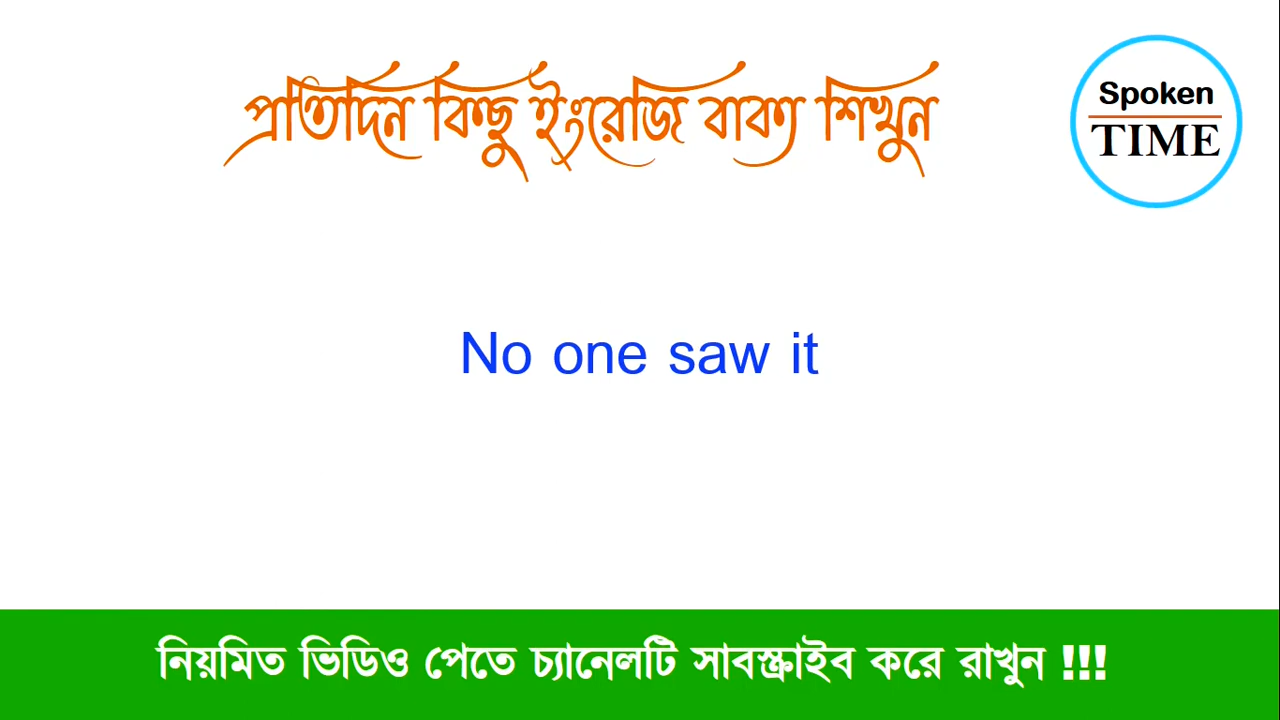 প্রতিদিন কিছু ইংরেজি বাক্য শিখুন
Spoken
TIME
No one saw it
নিয়মিত ভিডিও পেতে চ্যানেলটি সাবস্ক্রাইব করে রাখুন !!!